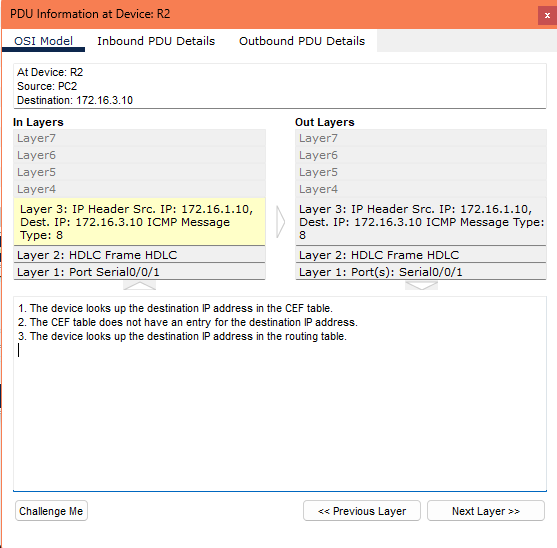 PDU Information at Device: R2
x
OSI Model
Inbound PDU Details
Outbound PDU Details
At Device: R2
Source: PC2
Destination: 172.16.3.10
In Layers
Layer7
Layer6
Layer5
Layer4
Layer 3: IP Header Src. IP: 172.16.1.10,
Dest. IP: 172.16.3.10 ICMP Message
Type: 8
Layer 2: HDLC Frame HDLC
Layer 1: Port Serial0/0/1
Out Layers
Layer7
Layer6
Layer5
Layer4
Layer 3: IP Header Src. IP: 172.16.1.10,
Dest. IP: 172.16.3.10 ICMP Message Type:
8
Layer 2: HDLC Frame HDLC
Layer 1: Port(s): Serial0/0/1
1. The device looks up the destination IP address in the CEF table.
2. The CEF table does not have an entry for the destination IP address.
3. The device looks up the destination IP address in the routing table.
Challenge Me
<< Previous Layer
Next Layer >>